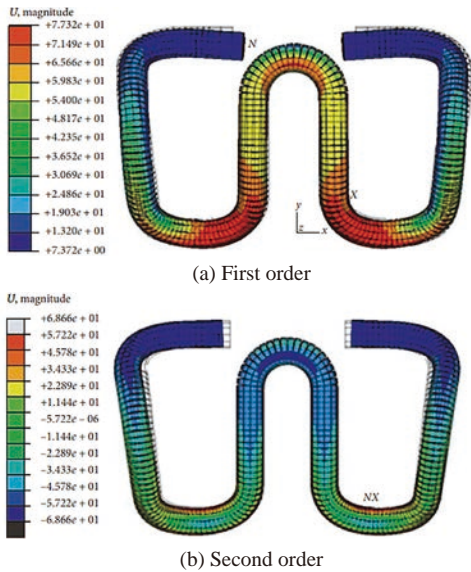 U, magnitude
+7.732e + 01
+7.149e + 01
+6.566e + 01
+5.983e + 01
+5.400e + 01
+4.817e + 01
+4.235e + 01
+3.652e + 01
+3.069e + 01
+2.486e + 01
+1.903e + 01
+1.320e + 01
+7.372e + 00
N
X
y
z x
(a) First order
U, magnitude
+6.866e + 01
+5.722e + 01
+4.578e + 01
+3.433e + 01
+2.289e + 01
+1.144e + 01
−5.722e − 06
−1.144e + 01
−2.289e + 01
−3.433e + 01
−4.578e + 01
−5.722e + 01
−6.866e + 01
NX
(b) Second order